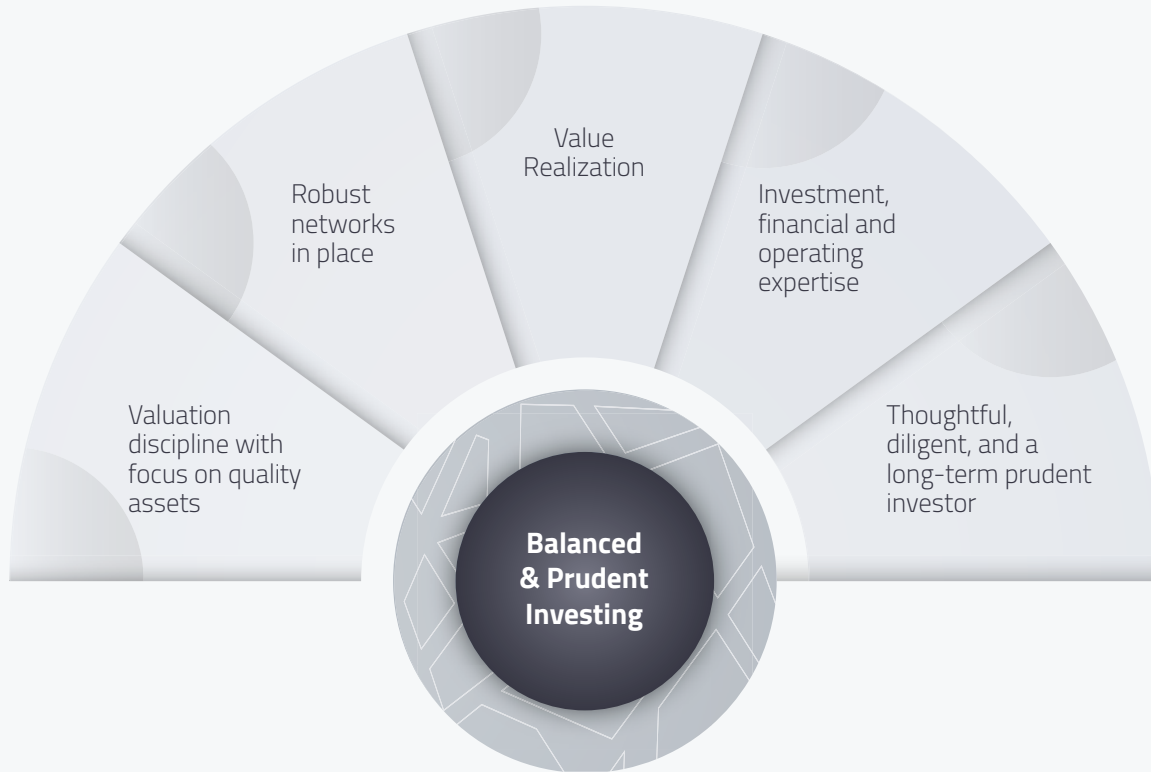 Value
Realization
Robust
networks
in place
Investment,
financial and
operating
expertise
Valuation
discipline with
focus on quality
assets
Thoughtful,
diligent, and a
long-term prudent
investor
Balanced
& Prudent
Investing